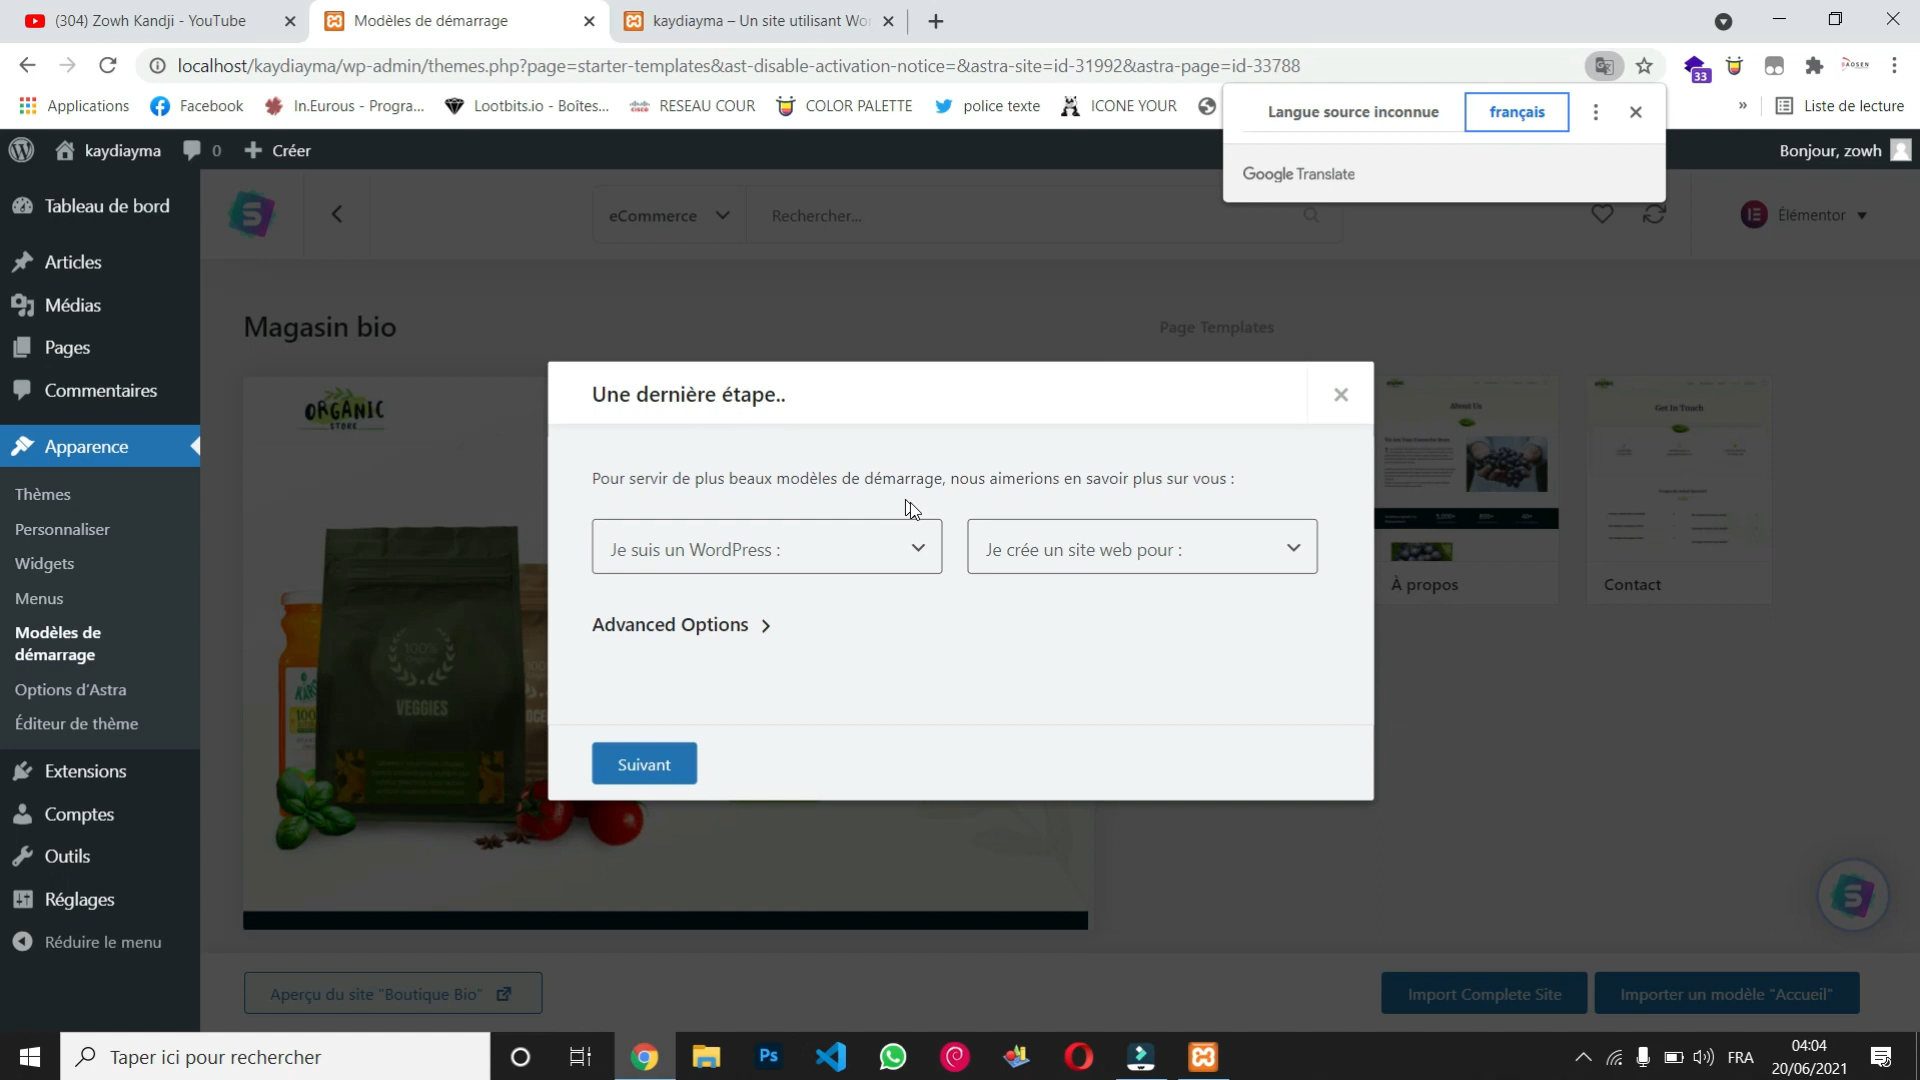 (304) Zowh Kandji - YouTube
Modèles de démarrage
kaydiayma – Un site utilisant Wor
localhost/kaydiayma/wp-admin/themes.php?page=starter-templates&ast-disable-activation-notice=&astra-site=id-31992&astra-page=id-33788
33
Applications
Facebook
In.Eurous - Progra...
Lootbits.io - Boîtes...
RESEAU COUR
COLOR PALETTE
police texte
ICONE YOUR
»
Liste de lecture
Langue source inconnue
français
Google Translate
kaydiayma
0
Créer
Bonjour, zowh
Tableau de bord
Articles
Médias
Pages
Commentaires
Apparence
Thèmes
Personnaliser
Widgets
Menus
Modèles de
démarrage
Options d'Astra
Éditeur de thème
Extensions
Comptes
Outils
Réglages
Réduire le menu
eCommerce
Rechercher...
Élémentor
Magasin bio
Page Templates
ORGANIC
STORE
100%
VEGGIES
Une dernière étape..
Pour servir de plus beaux modèles de démarrage, nous aimerions en savoir plus sur vous :
Je suis un WordPress :
Je crée un site web pour :
Advanced Options
Suivant
About Us
À propos
Get In Touch
Contact
Aperçu du site "Boutique Bio"
Import Complete Site
Importer un modèle "Accueil"
Taper ici pour rechercher
Ps
FRA
04:04
20/06/2021